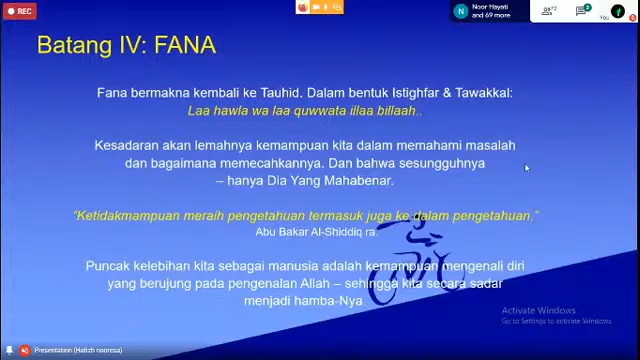 REC
Noor Hayati
and 69 more
72
You
Batang IV: FANA
Fana bermakna kembali ke Tauhid. Dalam bentuk Istighfar & Tawakkal:
Laa hawla wa laa quwwata illaa billaah..
Kesadaran akan lemahnya kemampuan kita dalam memahami masalah
dan bagaimana memecahkannya. Dan bahwa sesungguhnya
– hanya Dia Yang Mahabenar.
“Ketidakmampuan meraih pengetahuan termasuk juga ke dalam pengetahuan.”
Abu Bakar Al-Shiddiq ra.
Puncak kelebihan kita sebagai manusia adalah kemampuan mengenali diri
yang berujung pada pengenalan Allah – sehingga kita secara sadar
menjadi hamba-Nya.
Activate Windows
Go to Settings to activate Windows.
Presentation (Hafizh nooresa)